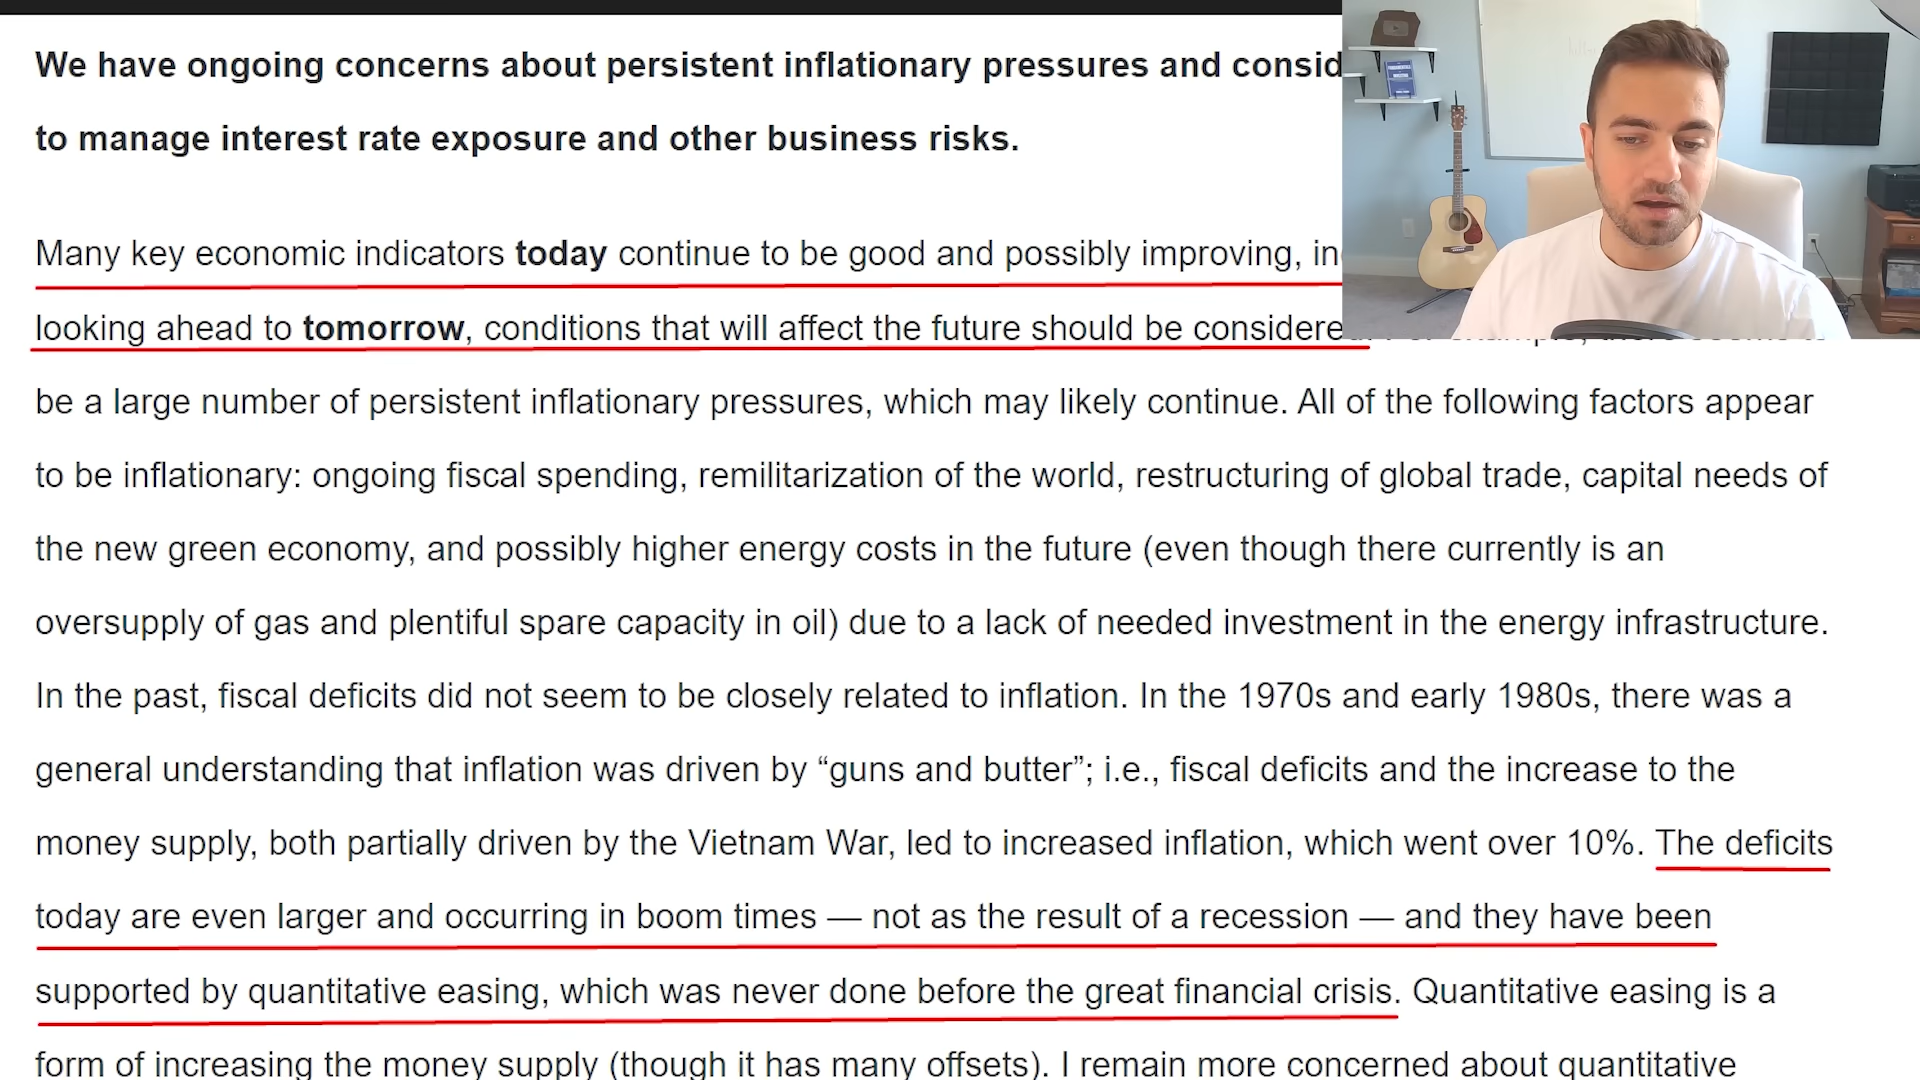 We have ongoing concerns about persistent inflationary pressures and consid
to manage interest rate exposure and other business risks.
Many key economic indicators today continue to be good and possibly improving, in
looking ahead to tomorrow, conditions that will affect the future should be considere
be a large number of persistent inflationary pressures, which may likely continue. All of the following factors appear
to be inflationary: ongoing fiscal spending, remilitarization of the world, restructuring of global trade, capital needs of
the new green economy, and possibly higher energy costs in the future (even though there currently is an
oversupply of gas and plentiful spare capacity in oil) due to a lack of needed investment in the energy infrastructure.
In the past, fiscal deficits did not seem to be closely related to inflation. In the 1970s and early 1980s, there was a
general understanding that inflation was driven by “guns and butter”; i.e., fiscal deficits and the increase to the
money supply, both partially driven by the Vietnam War, led to increased inflation, which went over 10%. The deficits
today are even larger and occurring in boom times — not as the result of a recession — and they have been
supported by quantitative easing, which was never done before the great financial crisis. Quantitative easing is a
form of increasing the money supply (though it has many offsets). I remain more concerned about quantitative